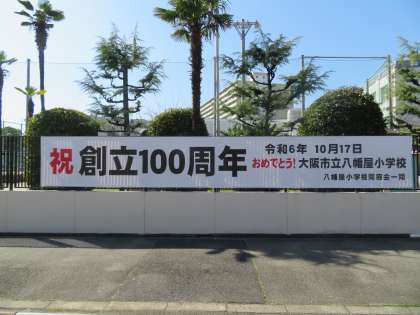 祝 創立100周年
令和6年 10月17日
おめでとう! 大阪市立八幡屋小学校
八幡屋小学校同窓会一同